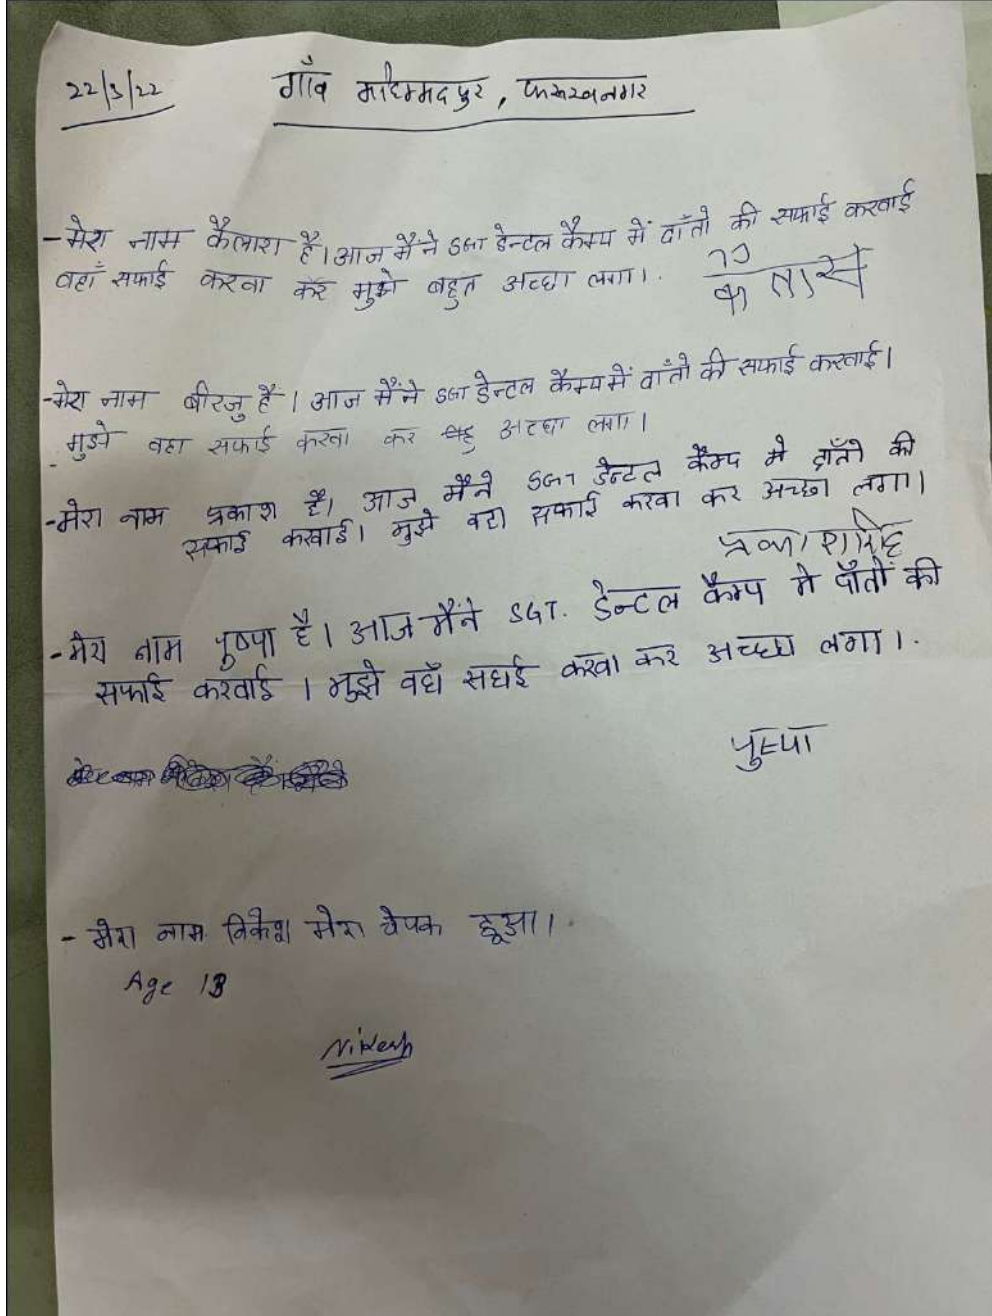 22/3/22 गाँव मोहम्मदपुर, फारूखनगर
- मेरा नाम कैलाश है। आज मैंने SGT डेन्टल कैम्प में दाँतो की सफाई करवाई
वहाँ सफाई करवा कर मुझे बहुत अच्छा लगा।
- मेरा नाम बीरजु हैं। आज मैंने SGT डेन्टल कैम्प में दाँतो की सफाई करवाई।
मुझे वहा सफाई करवा कर अच्छा लगा।
- मेरा नाम प्रकाश है। आज मैंने SGT डेन्टल कैम्प मे दाँतो की
सफाई करवाई। मुझे वहा सफाई करवा कर अच्छा लगा।
प्रकाश सिंह
- मेरा नाम पुष्पा है। आज मैंने SGT. डेन्टल कैम्प मे दाँतों की
सफाई करवाई। मुझे वहाँ सफाई करवा कर अच्छा लगा।
पुष्पा
- मेरा नाम निकेश मेरा चेपक हूआ।
Age 13
Nikesh